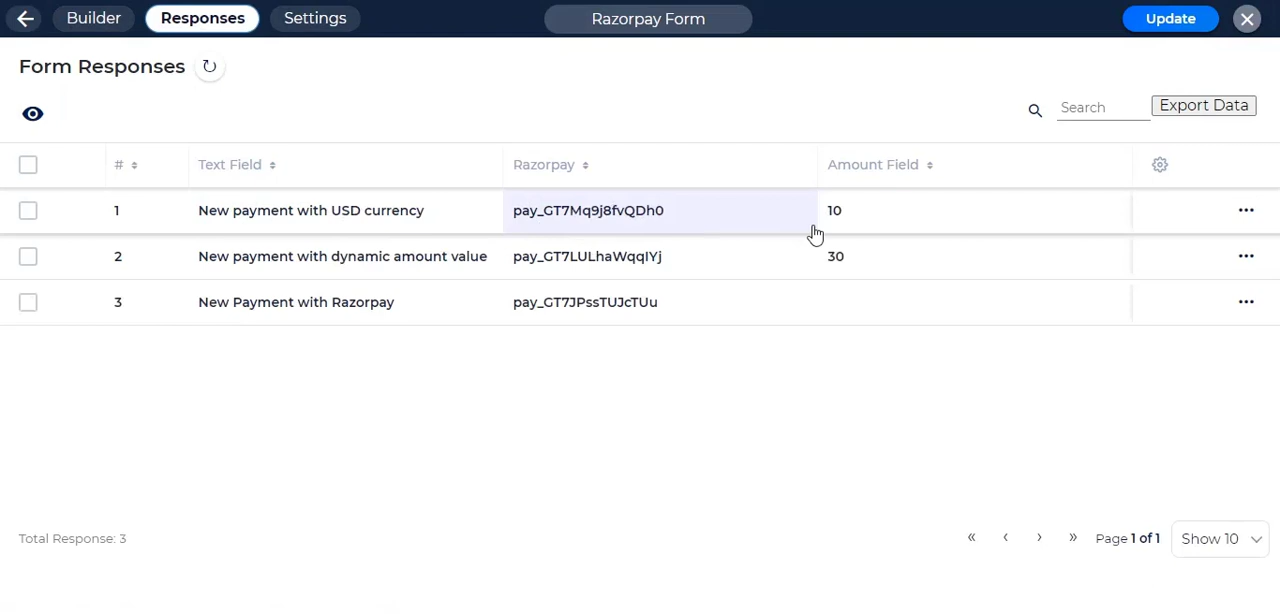 Builder Responses Settings Razorpay Form Update
Form Responses
Search Export Data
# Text Field Razorpay Amount Field
1 New payment with USD currency pay_GT7Mq9j8fvQDh0 10
2 New payment with dynamic amount value pay_GT7LULhaWqqIYj 30
3 New Payment with Razorpay pay_GT7JPssTUJcTUu
Total Response: 3 « ‹ › » Page 1 of 1 Show 10